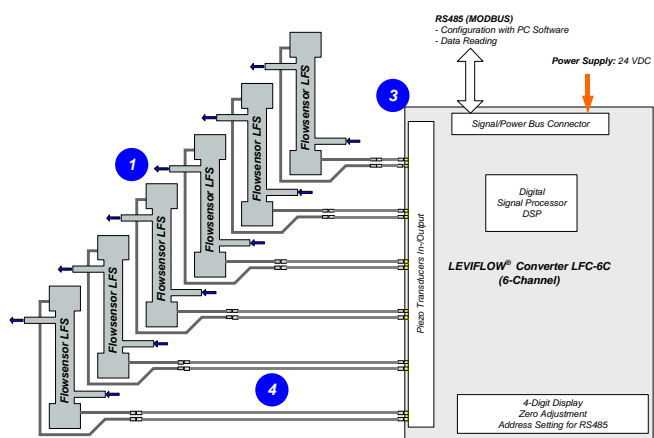 RS485 (MODBUS)
- Configuration with PC Software
- Data Reading
Power Supply: 24 VDC
3
Signal/Power Bus Connector
1
Flowsensor LFS
Flowsensor LFS
Flowsensor LFS
Flowsensor LFS
Flowsensor LFS
Flowsensor LFS
Piezo Transducers In-/Output
Digital
Signal Processor
DSP
LEVIFLOW® Converter LFC-6C
(6-Channel)
4
4-Digit Display
Zero Adjustment
Address Setting for RS485